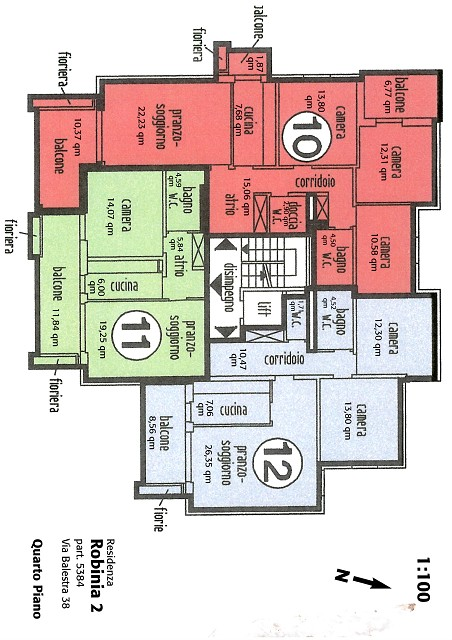 balcone
1,87
qm
fioriera
fioriera
balcone
6,77 qm
camera
13,80
qm
10
cucina
7,68 qm
pranzo-
soggiorno
22,23 qm
balcone
10,37 qm
camera
12,31 qm
corridoio
15,06 qm
atrio
doccia
W.C.
camera
10.58 qm
bagno
W.C.
4,50
qm
bagno
W.C.
4,59
qm
camera
14,07 qm
5,84
qm
atrio
cucina
6,00
qm
pranzo-
soggiorno
19,25 qm
11
balcone
11,84 qm
fioriera
fioriera
disimpegno
lift
W.C.
bagno
W.C.
4,52
qm
camera
12,30 qm
corridoio
10,47
qm
camera
13,80 qm
cucina
7,06
qm
12
pranzo-
soggiorno
26,35 qm
balcone
8,56 qm
fiorie
1:100
N
Residenza
Robinia 2
part. 5384
Via Balestra 38
Quarto Piano